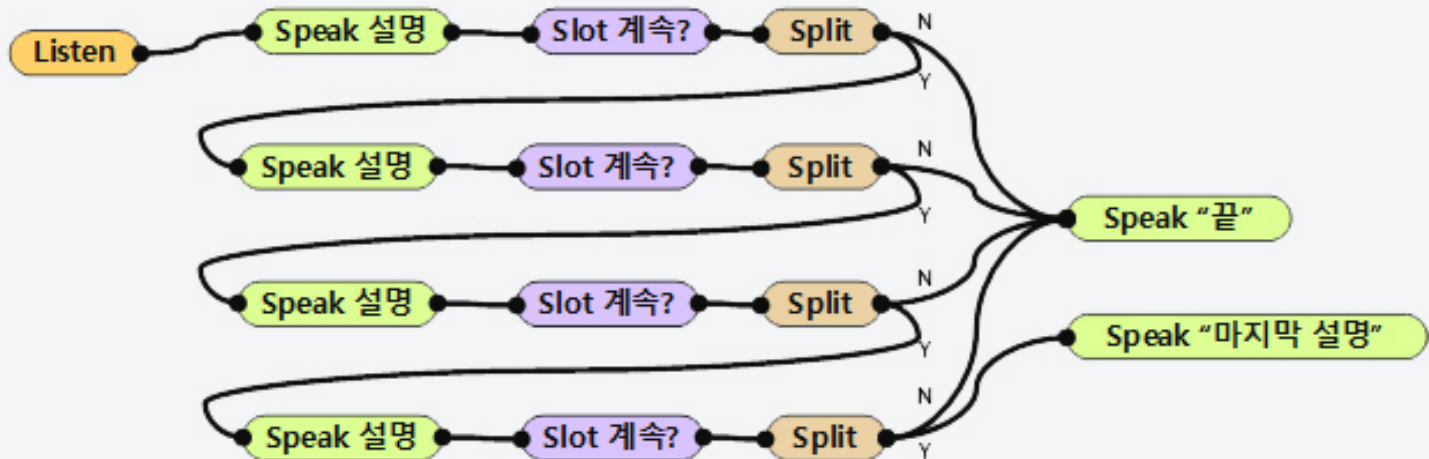 Listen
Speak 설명
Slot 계속?
Split
N
Y
Speak 설명
Slot 계속?
Split
N
Y
Speak “끝”
Speak 설명
Slot 계속?
Split
N
Y
Speak “마지막 설명”
Speak 설명
Slot 계속?
Split
N
Y